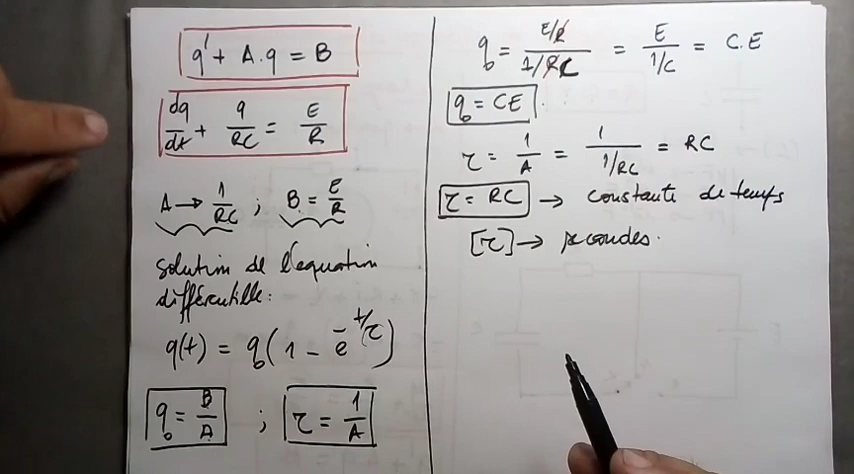 q' + A.q = B
dq/dt + q/RC = E/R
A → 1/RC ; B = E/R
Solution de l'équation
différentielle:
q(t) = q₀(1 - e^-t/τ)
q₀ = B/A ; τ = 1/A
q₀ = (E/R)/(1/RC) = E/(1/C) = C.E
q₀ = CE
τ = 1/A = 1/(1/RC) = RC
τ = RC → constante de temps
[τ] → secondes.